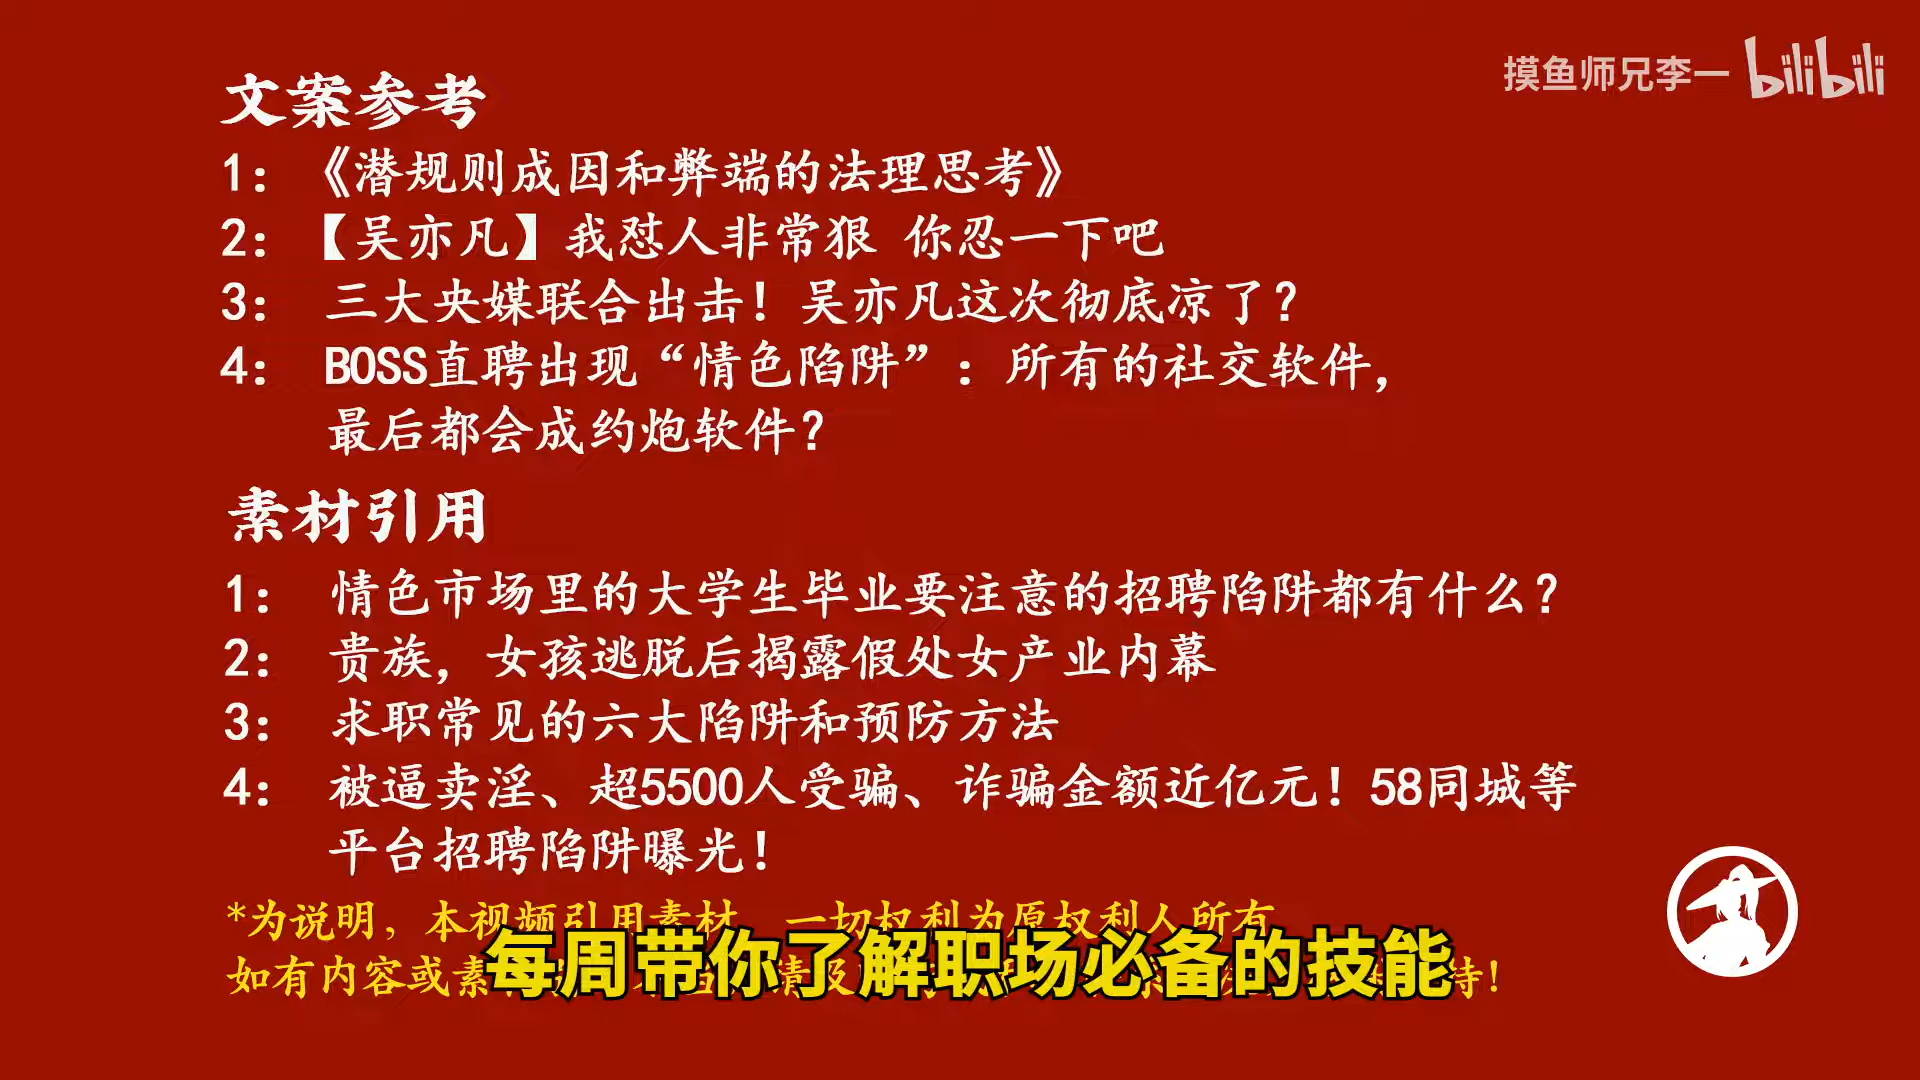 摸鱼师兄李一 bilibili
文案参考
1：《潜规则成因和弊端的法理思考》
2：【吴亦凡】我怼人非常狠 你忍一下吧
3： 三大央媒联合出击！吴亦凡这次彻底凉了？
4： BOSS直聘出现“情色陷阱”：所有的社交软件，
最后都会成约炮软件？
素材引用
1： 情色市场里的大学生毕业要注意的招聘陷阱都有什么？
2： 贵族，女孩逃脱后揭露假处女产业内幕
3： 求职常见的六大陷阱和预防方法
4： 被逼卖淫、超5500人受骗、诈骗金额近亿元！58同城等
平台招聘陷阱曝光！
*为说明，本视频引用素材，一切权利为原权利人所有
如有内容或素
每周带你了解职场必备的技能